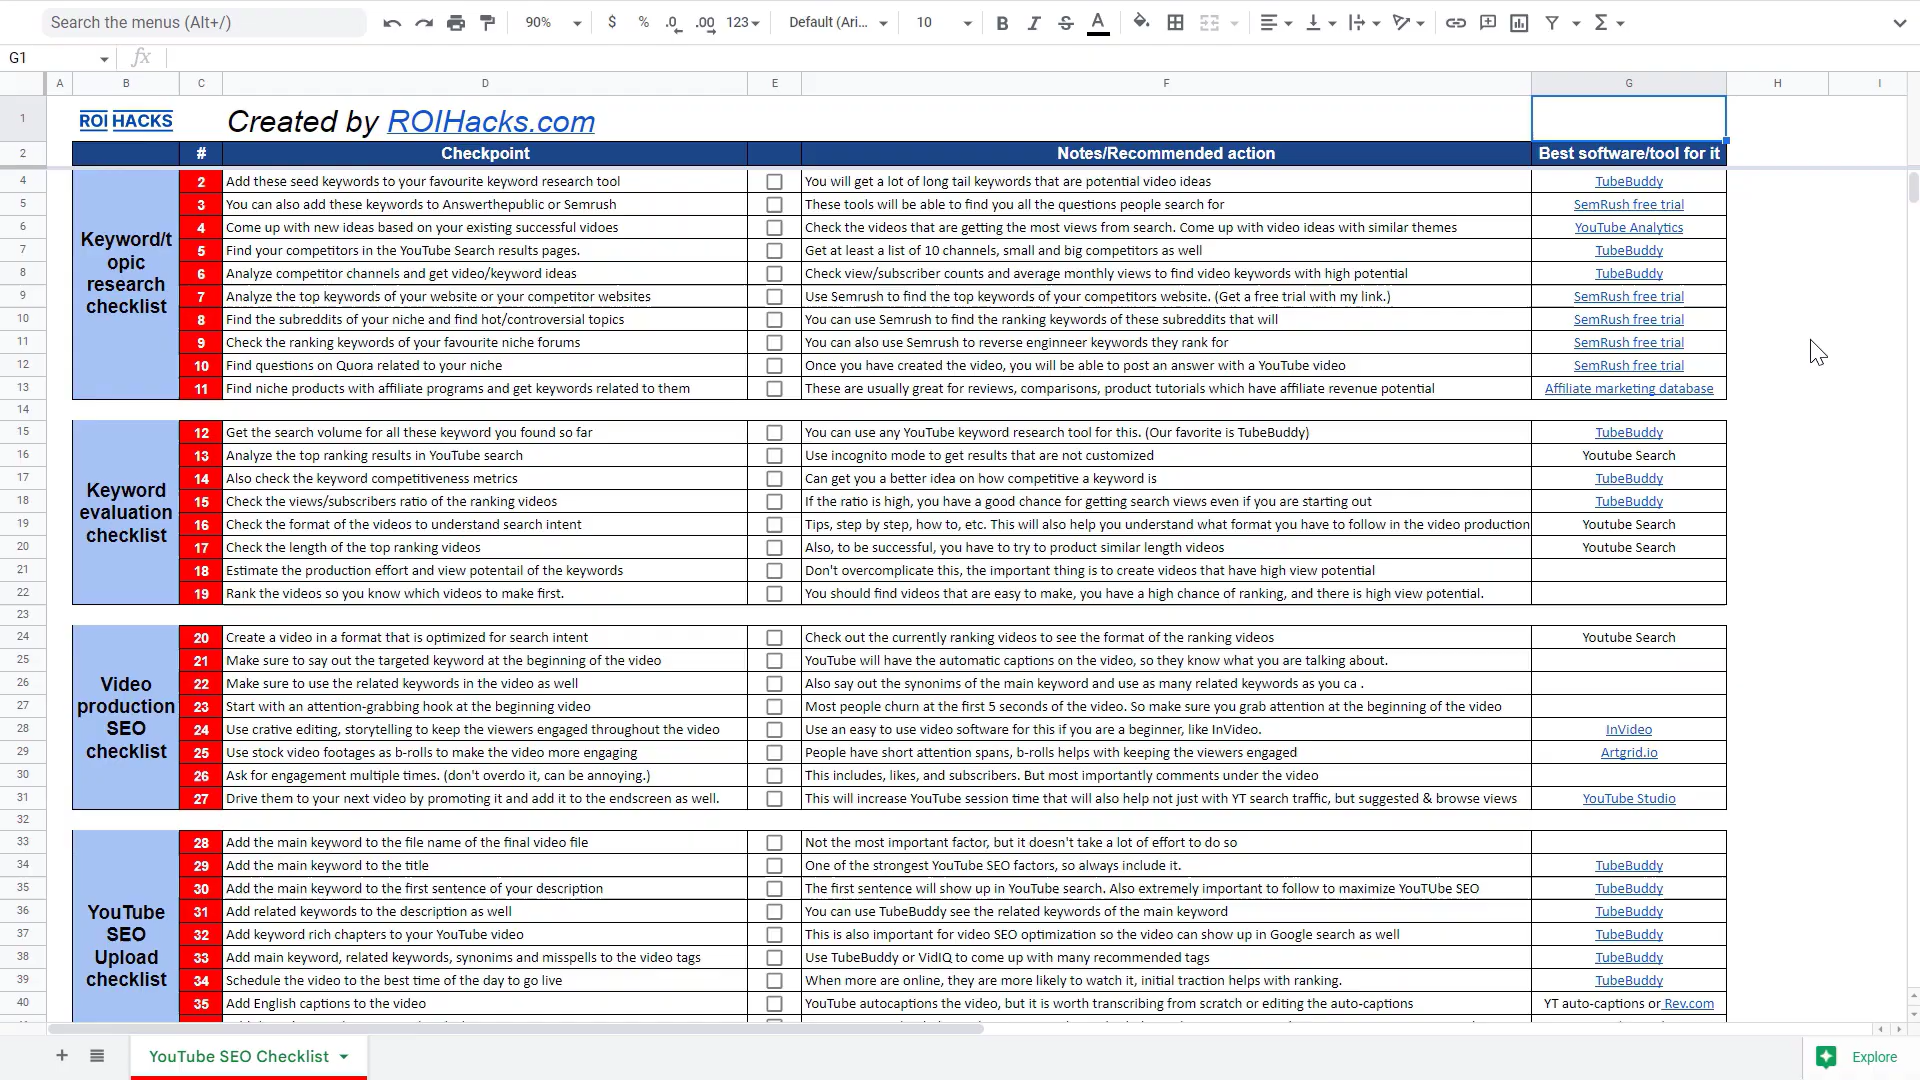 Search the menus (Alt+/)
90%
$ % .0 .00 123
Default (Ari...
10
B I S A
G1
fx
A B C D E F G H I
1 ROI HACKS Created by ROIHacks.com
2 # Checkpoint Notes/Recommended action Best software/tool for it
Keyword/t
opic
research
checklist
4 2 Add these seed keywords to your favourite keyword research tool You will get a lot of long tail keywords that are potential video ideas TubeBuddy
5 3 You can also add these keywords to Answerthepublic or Semrush These tools will be able to find you all the questions people search for SemRush free trial
6 4 Come up with new ideas based on your existing successful vidoes Check the videos that are getting the most views from search. Come up with video ideas with similar themes YouTube Analytics
7 5 Find your competitors in the YouTube Search results pages. Get at least a list of 10 channels, small and big competitors as well TubeBuddy
8 6 Analyze competitor channels and get video/keyword ideas Check view/subscriber counts and average monthly views to find video keywords with high potential TubeBuddy
9 7 Analyze the top keywords of your website or your competitor websites Use Semrush to find the top keywords of your competitors website. (Get a free trial with my link.) SemRush free trial
10 8 Find the subreddits of your niche and find hot/controversial topics You can use Semrush to find the ranking keywords of these subreddits that will SemRush free trial
11 9 Check the ranking keywords of your favourite niche forums You can also use Semrush to reverse enginneer keywords they rank for SemRush free trial
12 10 Find questions on Quora related to your niche Once you have created the video, you will be able to post an answer with a YouTube video SemRush free trial
13 11 Find niche products with affiliate programs and get keywords related to them These are usually great for reviews, comparisons, product tutorials which have affiliate revenue potential Affiliate marketing database
14
Keyword
evaluation
checklist
15 12 Get the search volume for all these keyword you found so far You can use any YouTube keyword research tool for this. (Our favorite is TubeBuddy) TubeBuddy
16 13 Analyze the top ranking results in YouTube search Use incognito mode to get results that are not customized Youtube Search
17 14 Also check the keyword competitiveness metrics Can get you a better idea on how competitive a keyword is TubeBuddy
18 15 Check the views/subscribers ratio of the ranking videos If the ratio is high, you have a good chance for getting search views even if you are starting out TubeBuddy
19 16 Check the format of the videos to understand search intent Tips, step by step, how to, etc. This will also help you understand what format you have to follow in the video production Youtube Search
20 17 Check the length of the top ranking videos Also, to be successful, you have to try to product similar length videos Youtube Search
21 18 Estimate the production effort and view potentail of the keywords Don't overcomplicate this, the important thing is to create videos that have high view potential
22 19 Rank the videos so you know which videos to make first. You should find videos that are easy to make, you have a high chance of ranking, and there is high view potential.
23
Video
production
SEO
checklist
24 20 Create a video in a format that is optimized for search intent Check out the currently ranking videos to see the format of the ranking videos Youtube Search
25 21 Make sure to say out the targeted keyword at the beginning of the video YouTube will have the automatic captions on the video, so they know what you are talking about.
26 22 Make sure to use the related keywords in the video as well Also say out the synonims of the main keyword and use as many related keywords as you ca .
27 23 Start with an attention-grabbing hook at the beginning video Most people churn at the first 5 seconds of the video. So make sure you grab attention at the beginning of the video
28 24 Use crative editing, storytelling to keep the viewers engaged throughout the video Use an easy to use video software for this if you are a beginner, like InVideo. InVideo
29 25 Use stock video footages as b-rolls to make the video more engaging People have short attention spans, b-rolls helps with keeping the viewers engaged Artgrid.io
30 26 Ask for engagement multiple times. (don't overdo it, can be annoying.) This includes, likes, and subscribers. But most importantly comments under the video
31 27 Drive them to your next video by promoting it and add it to the endscreen as well. This will increase YouTube session time that will also help not just with YT search traffic, but suggested & browse views YouTube Studio
32
YouTube
SEO
Upload
checklist
33 28 Add the main keyword to the file name of the final video file Not the most important factor, but it doesn't take a lot of effort to do so
34 29 Add the main keyword to the title One of the strongest YouTube SEO factors, so always include it. TubeBuddy
35 30 Add the main keyword to the first sentence of your description The first sentence will show up in YouTube search. Also extremely important to follow to maximize YouTUBE SEO TubeBuddy
36 31 Add related keywords to the description as well You can use TubeBuddy see the related keywords of the main keyword TubeBuddy
37 32 Add keyword rich chapters to your YouTube video This is also important for video SEO optimization so the video can show up in Google search as well TubeBuddy
38 33 Add main keyword, related keywords, synonims and misspells to the video tags Use TubeBuddy or VidIQ to come up with many recommended tags TubeBuddy
39 34 Schedule the video to the best time of the day to go live When more are online, they are more likely to watch it, initial traction helps with ranking. TubeBuddy
40 35 Add English captions to the video YouTube autocaptions the video, but it is worth transcribing from scratch or editing the auto-captions YT auto-captions or Rev.com
YouTube SEO Checklist
Explore